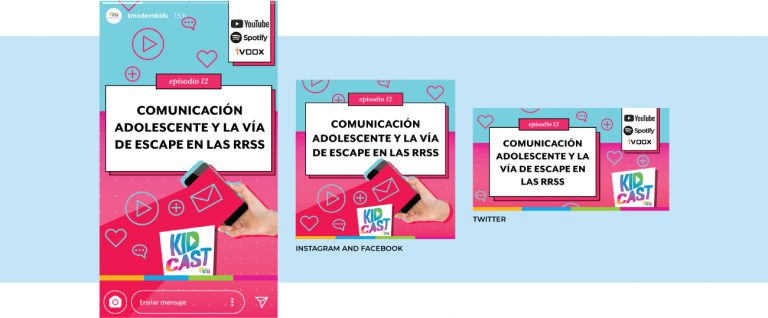 tmodernkids 15 h
YouTube
Spotify
iVOOX
episodio 12
COMUNICACIÓN
ADOLESCENTE Y LA VÍA
DE ESCAPE EN LAS RRSS
KID
CAST
Enviar mensaje
episodio 12
COMUNICACIÓN
ADOLESCENTE Y LA VÍA
DE ESCAPE EN LAS RRSS
KID
CAST
INSTAGRAM AND FACEBOOK
YouTube
Spotify
iVOOX
episodio 12
COMUNICACIÓN
ADOLESCENTE Y LA
VÍA DE ESCAPE EN
LAS RRSS
KID
CAST
TWITTER